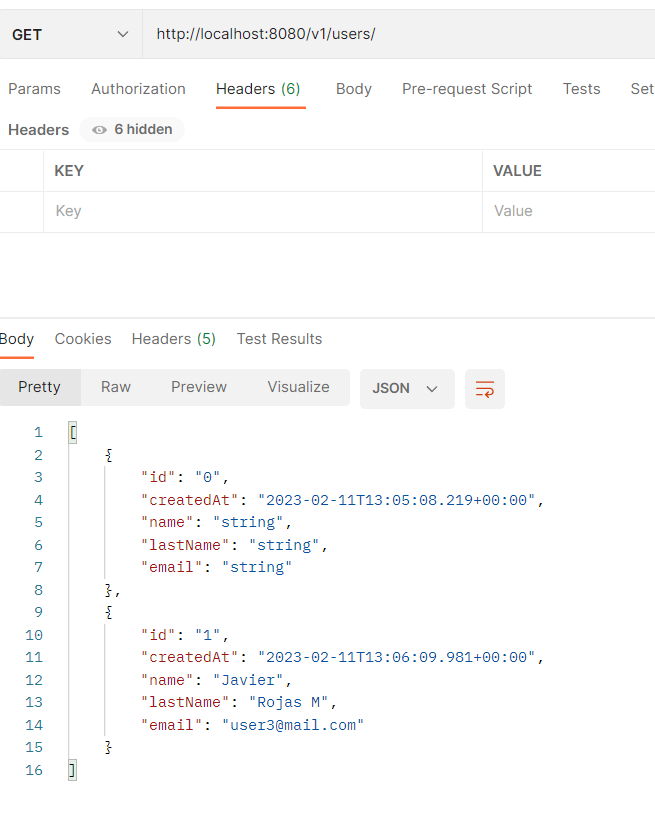 GET http://localhost:8080/v1/users/
Params Authorization Headers (6) Body Pre-request Script Tests Set
Headers 6 hidden
KEY VALUE
Key Value
Body Cookies Headers (5) Test Results
Pretty Raw Preview Visualize JSON
1 [
2 {
3 "id": "0",
4 "createdAt": "2023-02-11T13:05:08.219+00:00",
5 "name": "string",
6 "lastName": "string",
7 "email": "string"
8 },
9 {
10 "id": "1",
11 "createdAt": "2023-02-11T13:06:09.981+00:00",
12 "name": "Javier",
13 "lastName": "Rojas M",
14 "email": "user3@mail.com"
15 }
16 ]